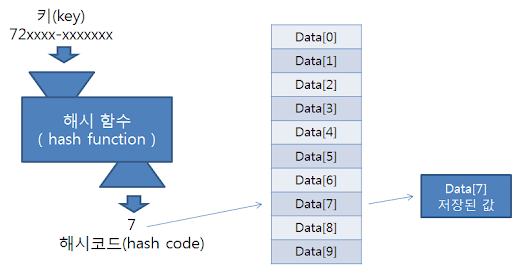 키(key)
72xxxx-xxxxxxx
해시 함수
( hash function )
7
해시코드(hash code)
Data[0]
Data[1]
Data[2]
Data[3]
Data[4]
Data[5]
Data[6]
Data[7]
Data[8]
Data[9]
Data[7]
저장된 값